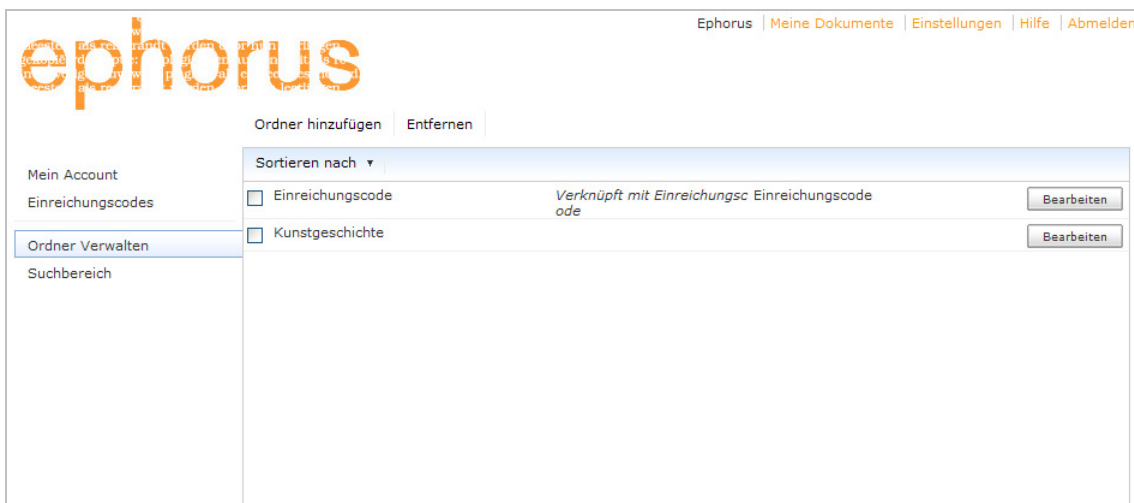 Ephorus | Meine Dokumente | Einstellungen | Hilfe | Abmelden
ephorus
Ordner hinzufügen Entfernen
Sortieren nach ▼
Mein Account
Einreichungscodes
Ordner Verwalten
Suchbereich
Einreichungscode Verknüpft mit Einreichungsc Einreichungscode Bearbeiten
ode
Kunstgeschichte Bearbeiten